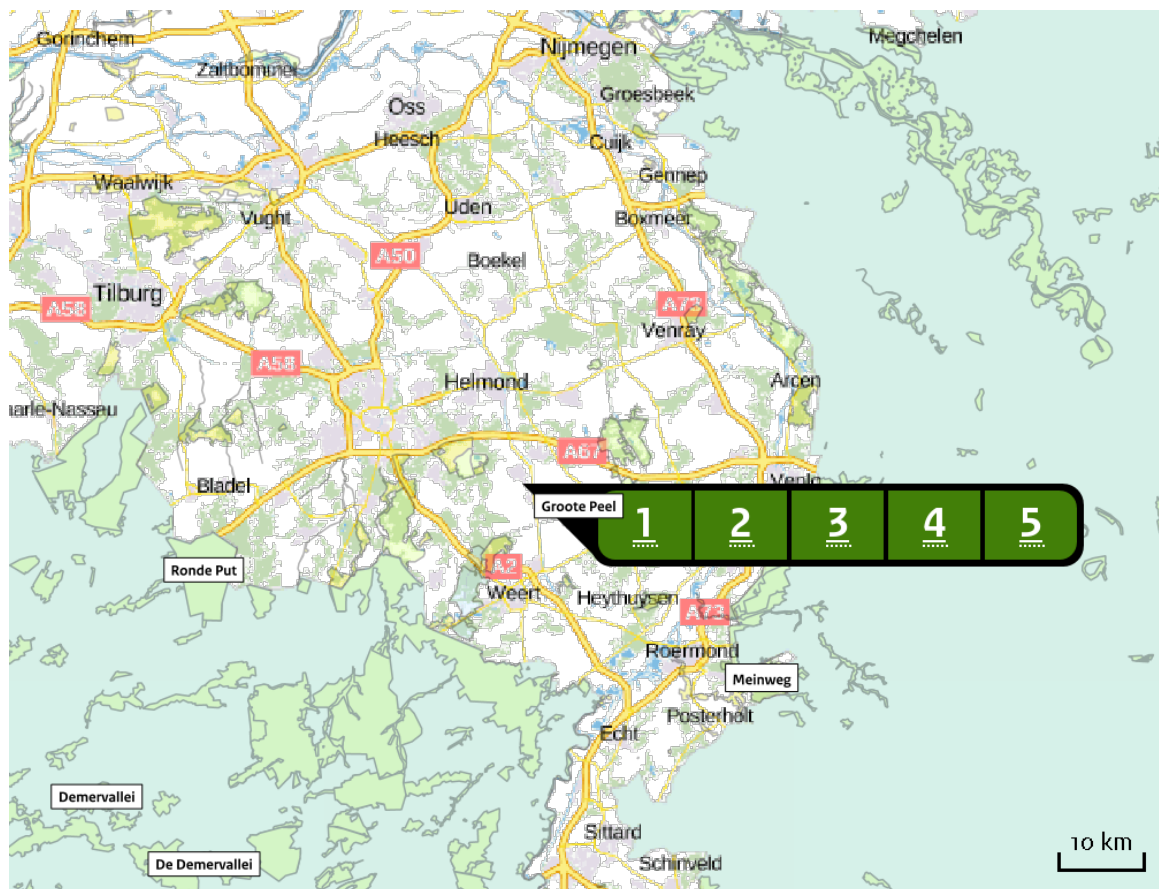 Gorinchem
Nijmegen
Megchelen
Zaltbommel
Groesbeek
Oss
Heesch
Cuijk
Waalwijk
Gennep
Uden
Vught
Boxmeer
A50
Boekel
Tilburg
A58
A73
Venray
A58
Helmond
Arcen
aarle-Nassau
A67
Venlo
Bladel
Groote Peel
1 2 3 4 5
Ronde Put
A2
Weert
Heythuysen
A73
Roermond
Meinweg
Posterholt
Echt
Demervallei
Sittard
10 km
De Demervallei
Schinveld